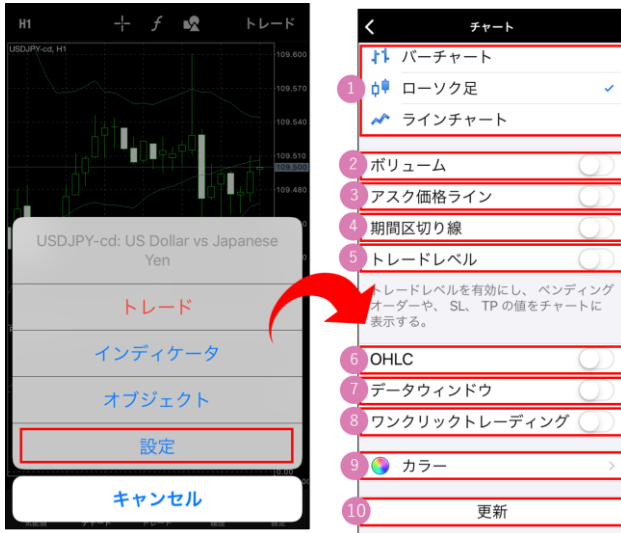 H1
トレード
USDJPY-cd, H1
109.600
109.570
109.540
109.510
109.500
109.480
USDJPY-cd: US Dollar vs Japanese
Yen
トレード
インディケータ
オブジェクト
設定
キャンセル
チャート
バーチャート
1 ローソク足
ラインチャート
2 ボリューム
3 アスク価格ライン
4 期間区切り線
5 トレードレベル
トレードレベルを有効にし、 ペンディング
オーダーや、 SL、 TP の値をチャートに
表示する。
6 OHLC
7 データウィンドウ
8 ワンクリックトレーディング
9 カラー
10 更新